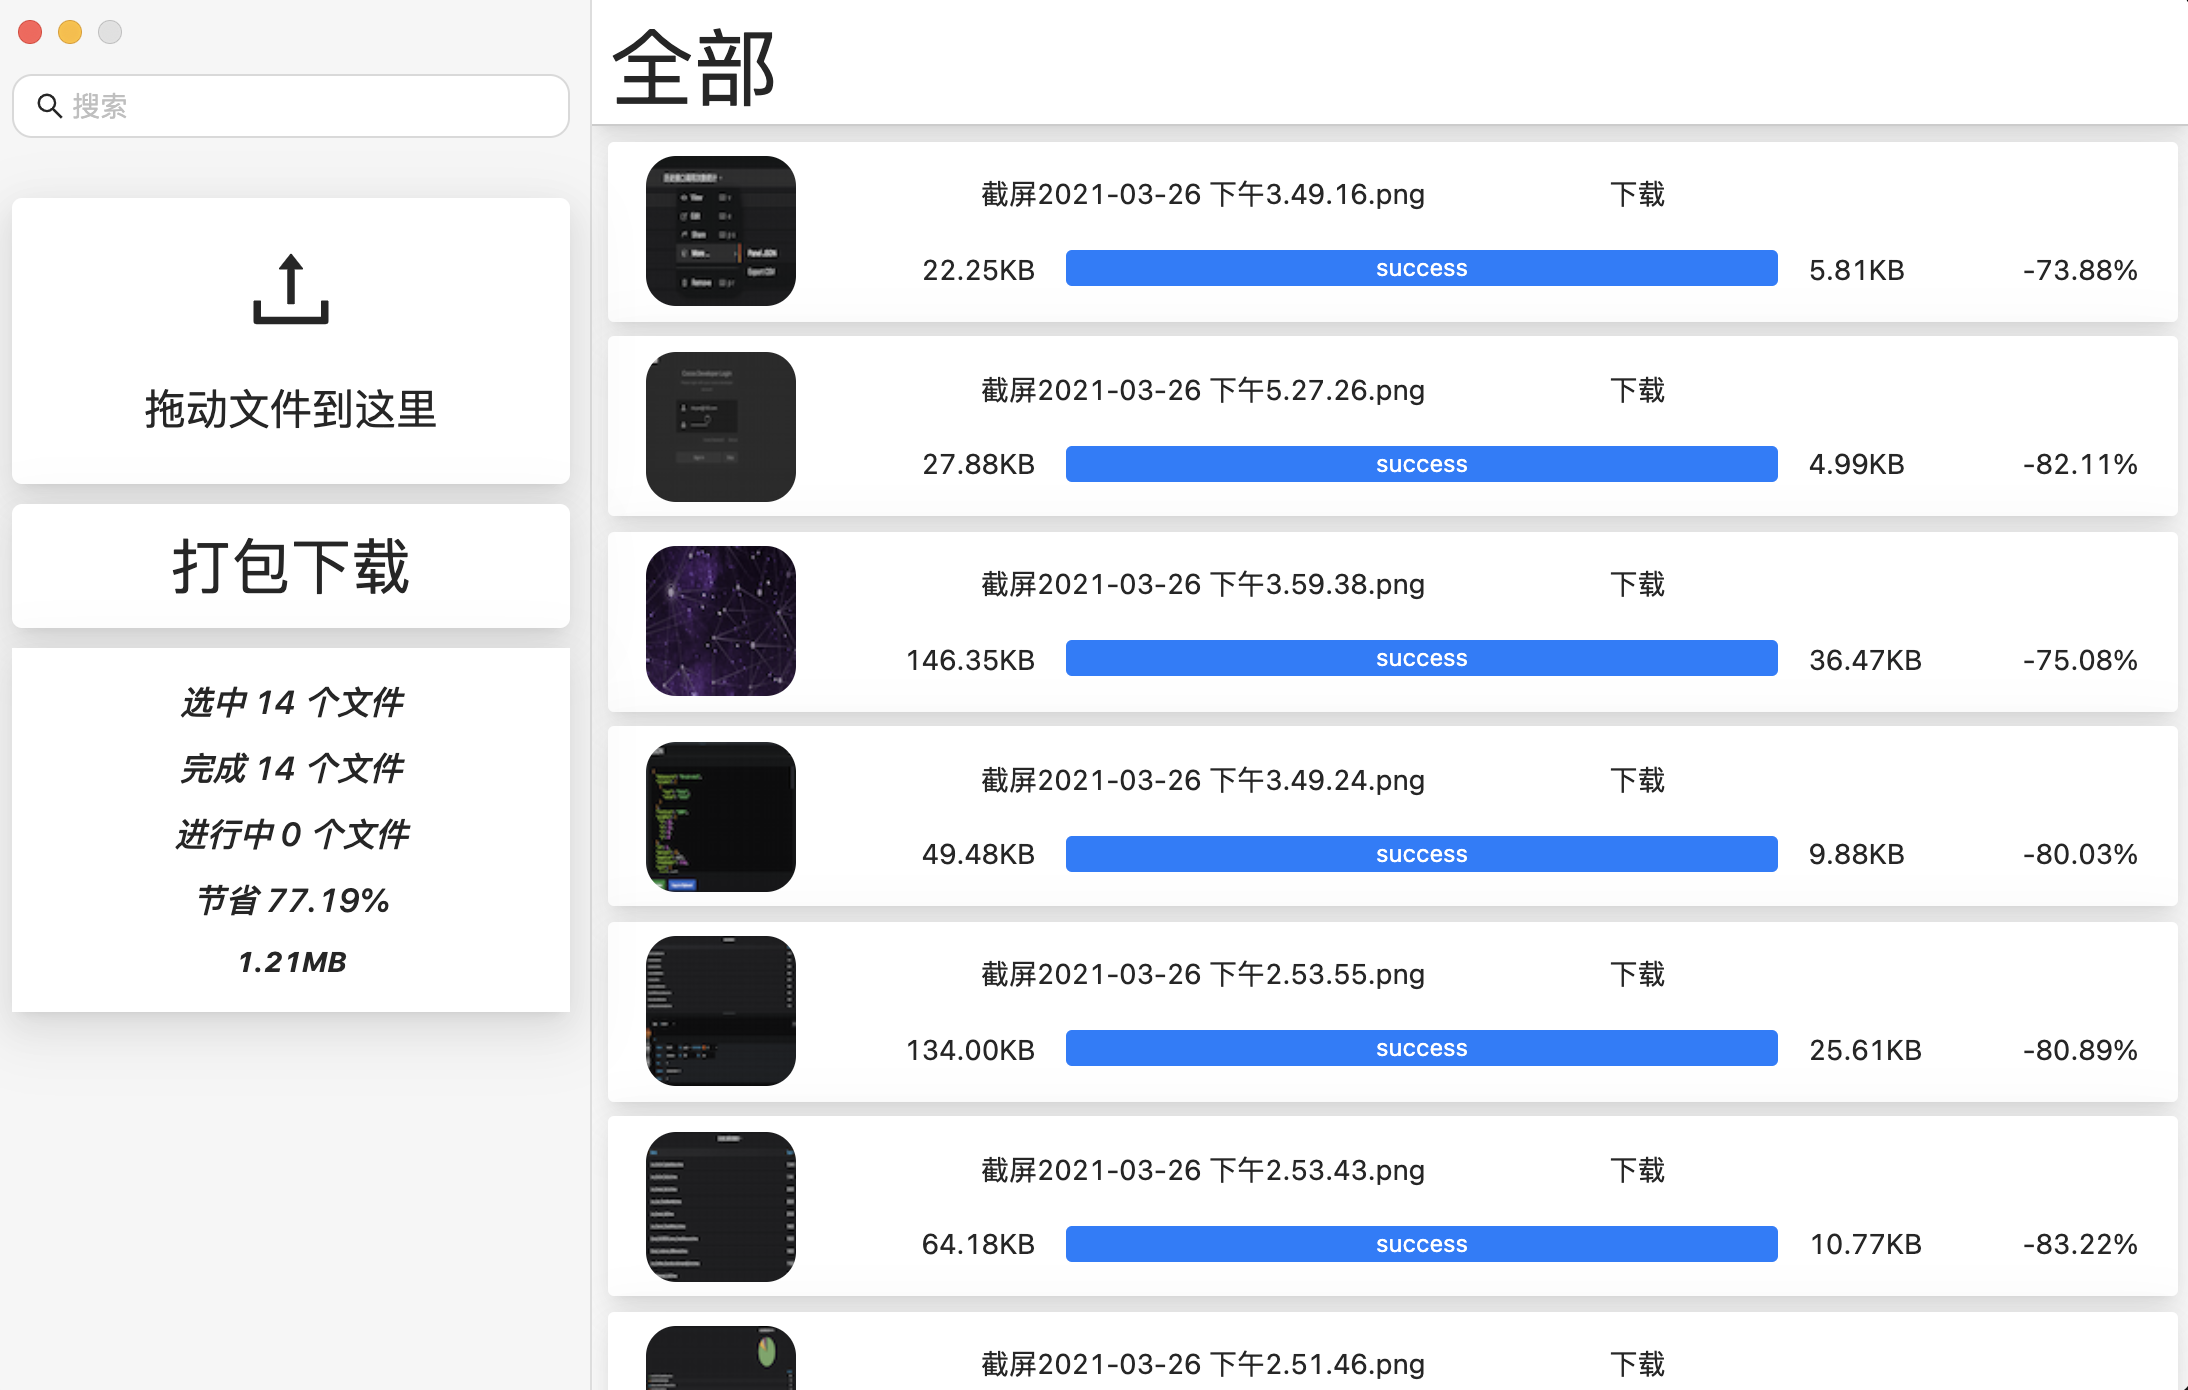 搜索
拖动文件到这里
打包下载
选中 14 个文件
完成 14 个文件
进行中 0 个文件
节省 77.19%
1.21MB
全部
截屏2021-03-26 下午3.49.16.png 下载
22.25KB success 5.81KB -73.88%
截屏2021-03-26 下午5.27.26.png 下载
27.88KB success 4.99KB -82.11%
截屏2021-03-26 下午3.59.38.png 下载
146.35KB success 36.47KB -75.08%
截屏2021-03-26 下午3.49.24.png 下载
49.48KB success 9.88KB -80.03%
截屏2021-03-26 下午2.53.55.png 下载
134.00KB success 25.61KB -80.89%
截屏2021-03-26 下午2.53.43.png 下载
64.18KB success 10.77KB -83.22%
截屏2021-03-26 下午2.51.46.png 下载